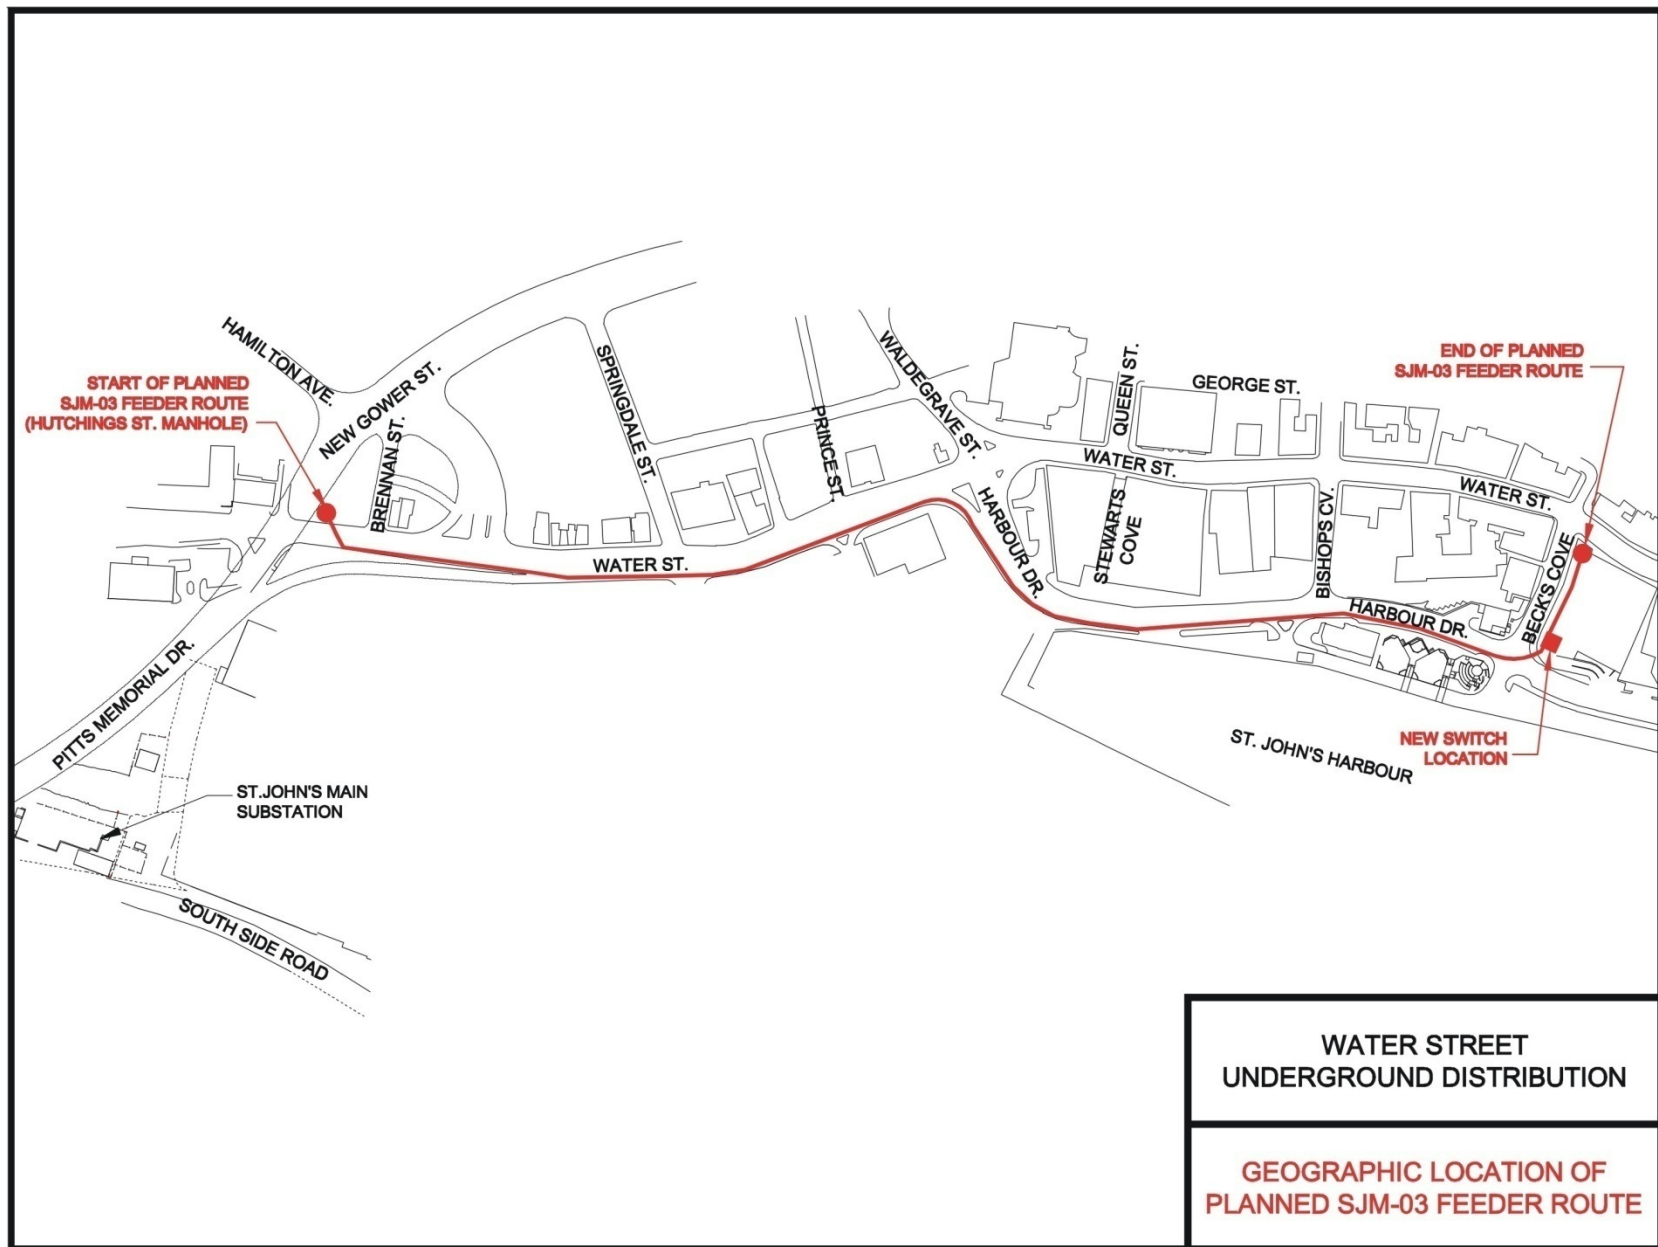 HAMILTON AVE.
START OF PLANNED
SJM-03 FEEDER ROUTE
(HUTCHINGS ST. MANHOLE)
NEW GOWER ST.
BRENNAN ST.
SPRINGDALE ST.
PRINCE ST.
WALDEGRAVE ST.
QUEEN ST.
GEORGE ST.
END OF PLANNED
SJM-03 FEEDER ROUTE
WATER ST.
WATER ST.
WATER ST.
HARBOUR DR.
STEWARTS
COVE
BISHOPS CV.
HARBOUR DR.
BECK'S COVE
PITTS MEMORIAL DR.
ST. JOHN'S HARBOUR
NEW SWITCH
LOCATION
ST.JOHN'S MAIN
SUBSTATION
SOUTH SIDE ROAD
WATER STREET
UNDERGROUND DISTRIBUTION
GEOGRAPHIC LOCATION OF
PLANNED SJM-03 FEEDER ROUTE